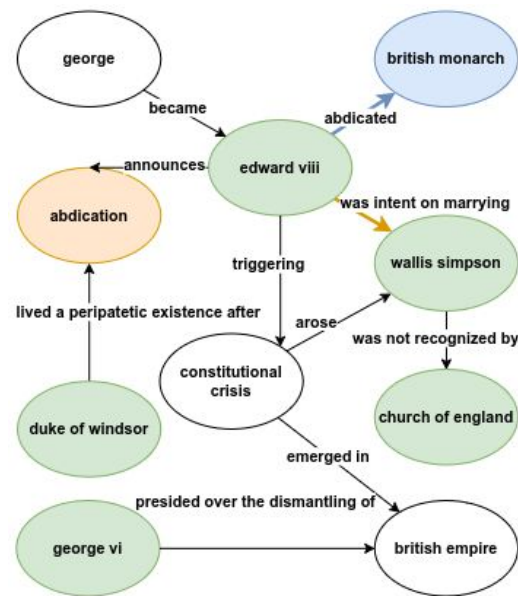 george
british monarch
became
abdicated
announces
edward viii
abdication
was intent on marrying
triggering
wallis simpson
lived a peripatetic existence after
arose
was not recognized by
constitutional
crisis
duke of windsor
church of england
emerged in
presided over the dismantling of
george vi
british empire